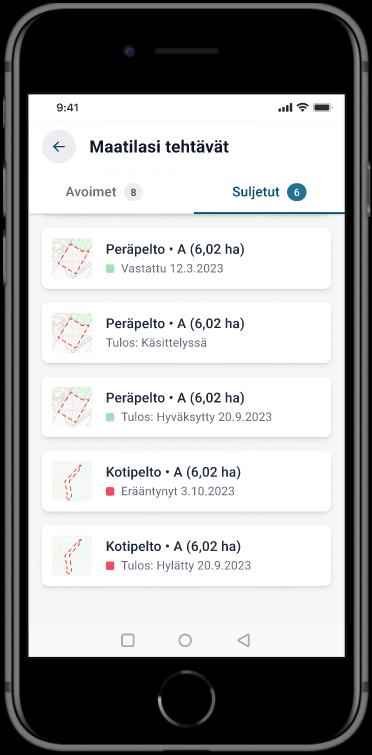 9:41
Maatilasi tehtävät
Avoimet 8
Suljetut 6
Peräpelto • A (6,02 ha)
Vastattu 12.3.2023
Peräpelto • A (6,02 ha)
Tulos: Käsittelyssä
Peräpelto • A (6,02 ha)
Tulos: Hyväksytty 20.9.2023
Kotipelto • A (6,02 ha)
Erääntynyt 3.10.2023
Kotipelto • A (6,02 ha)
Tulos: Hylätty 20.9.2023